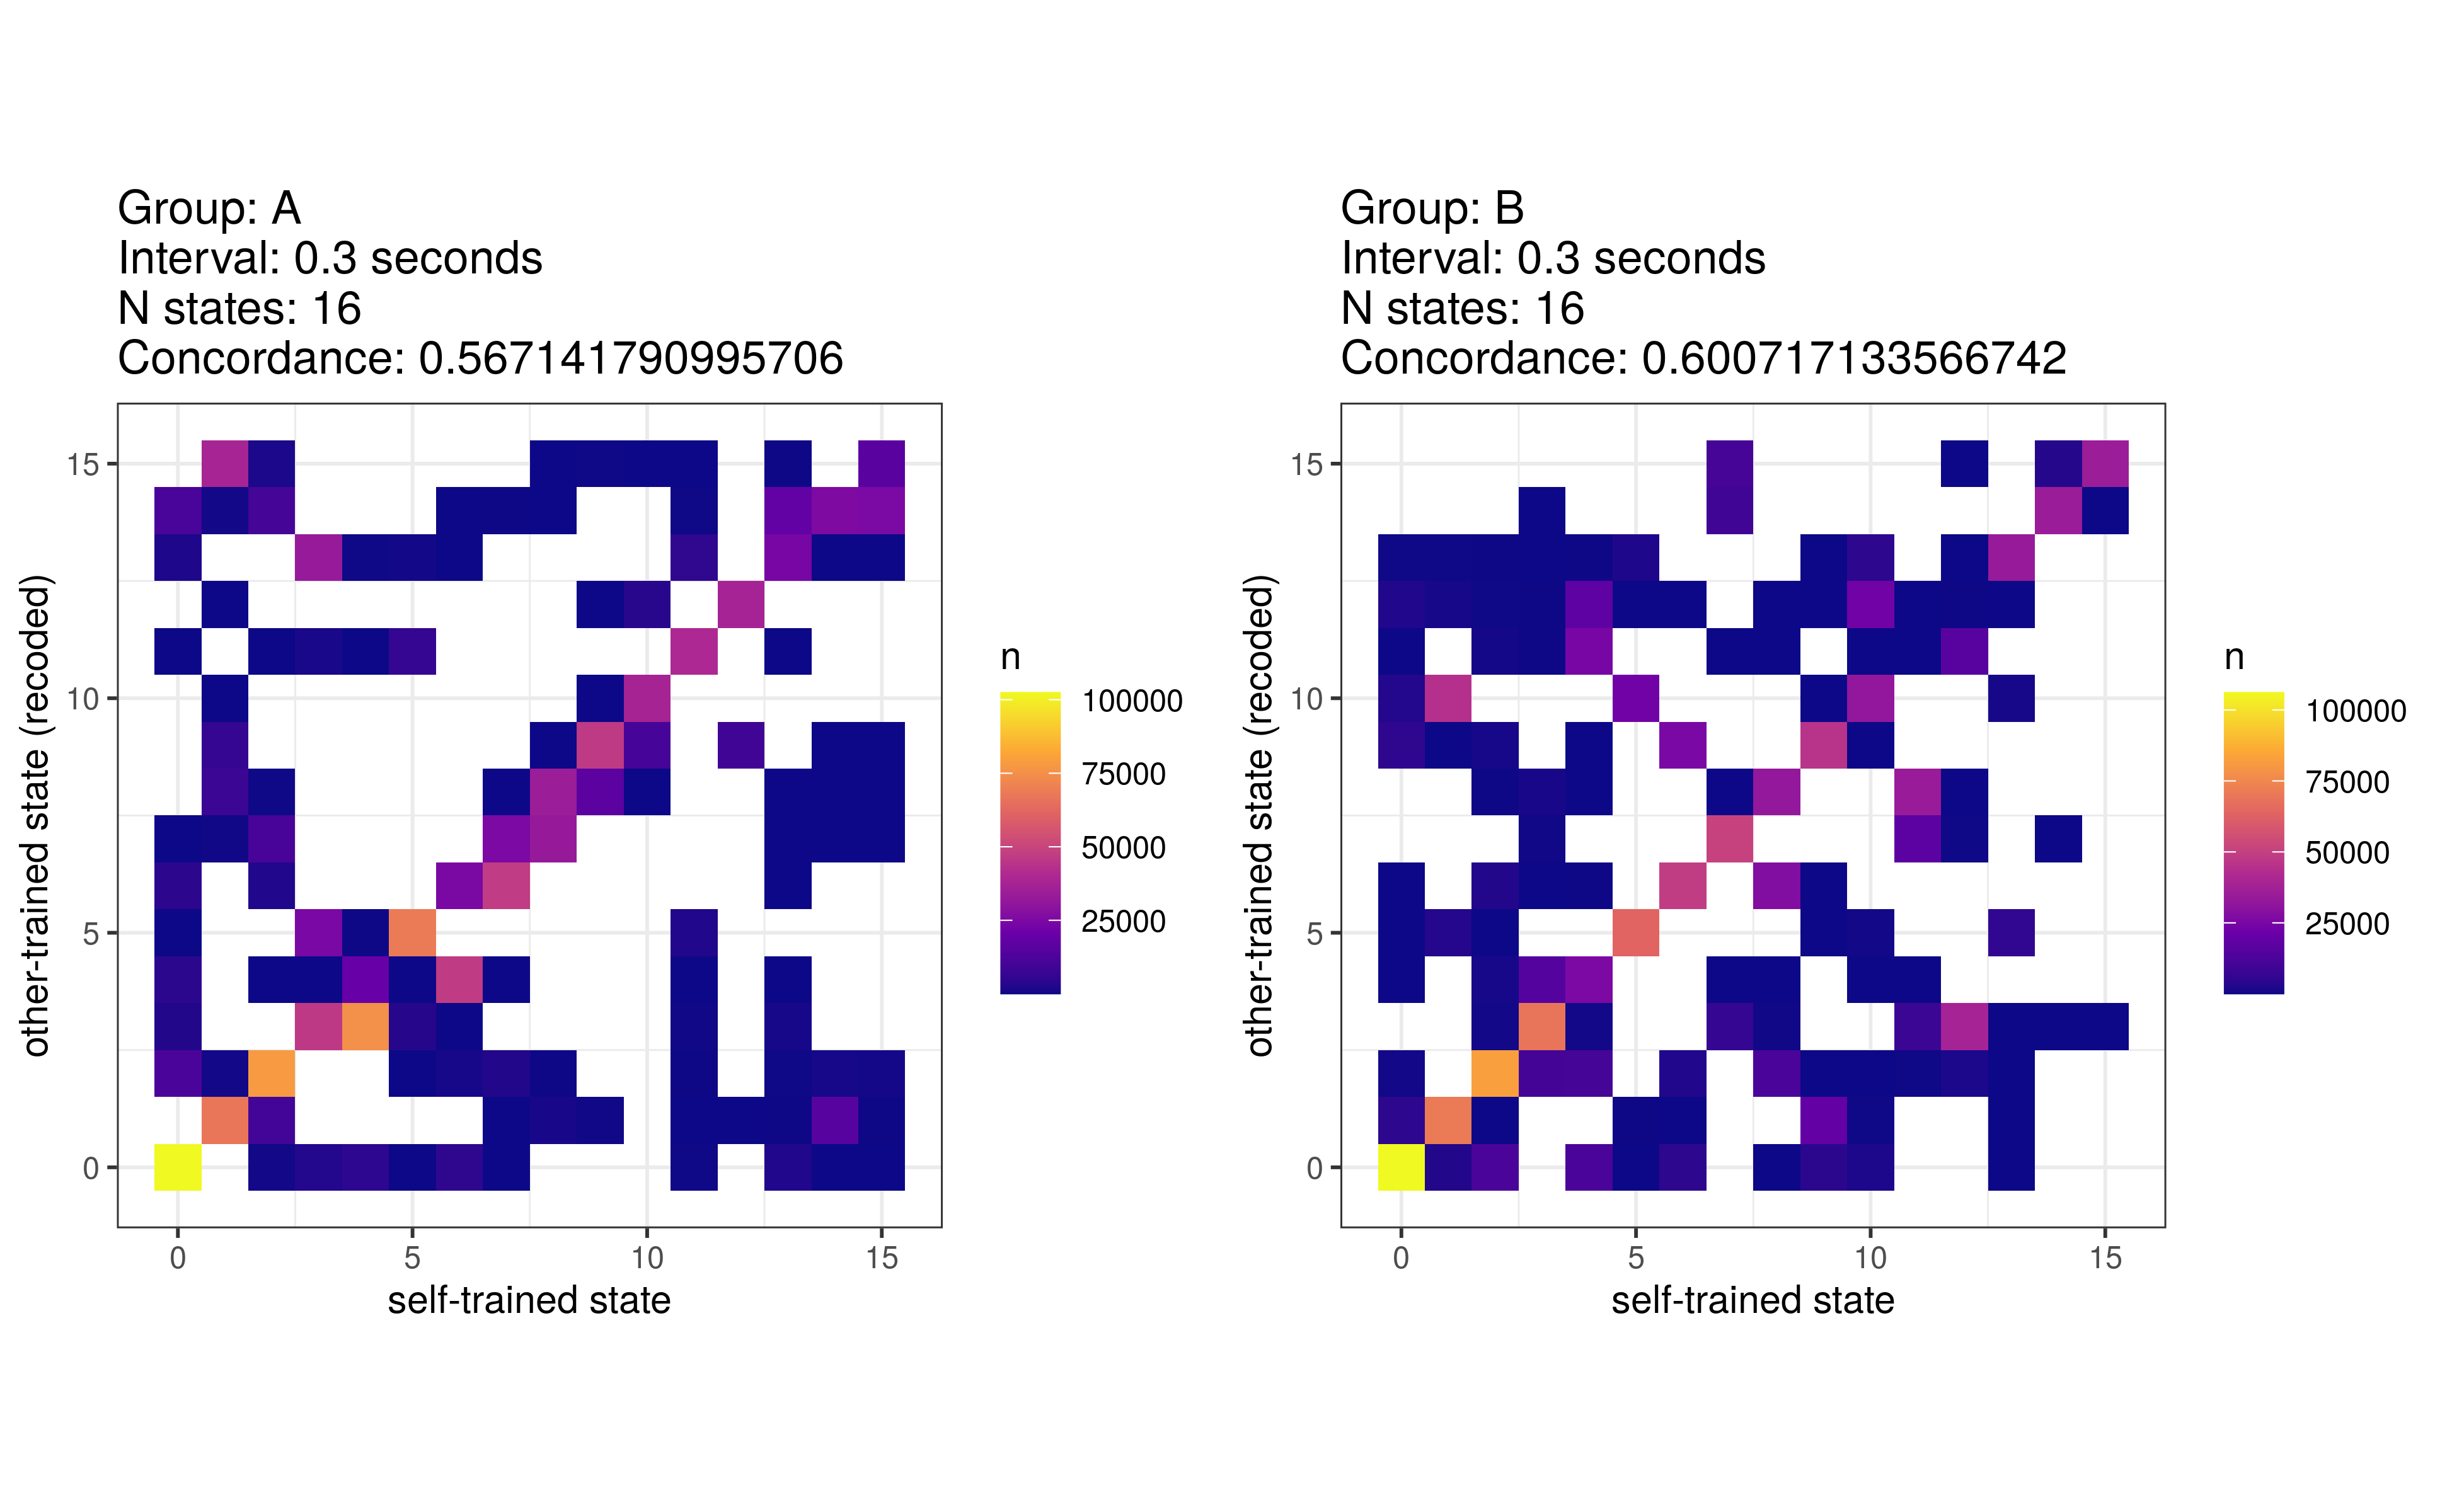 Group: A
Interval: 0.3 seconds
N states: 16
Concordance: 0.567141790995706
15
10
5
0
0 5 10 15
self-trained state
other-trained state (recoded)
n
100000
75000
50000
25000
Group: B
Interval: 0.3 seconds
N states: 16
Concordance: 0.600717133566742
15
10
5
0
0 5 10 15
self-trained state
other-trained state (recoded)
n
100000
75000
50000
25000